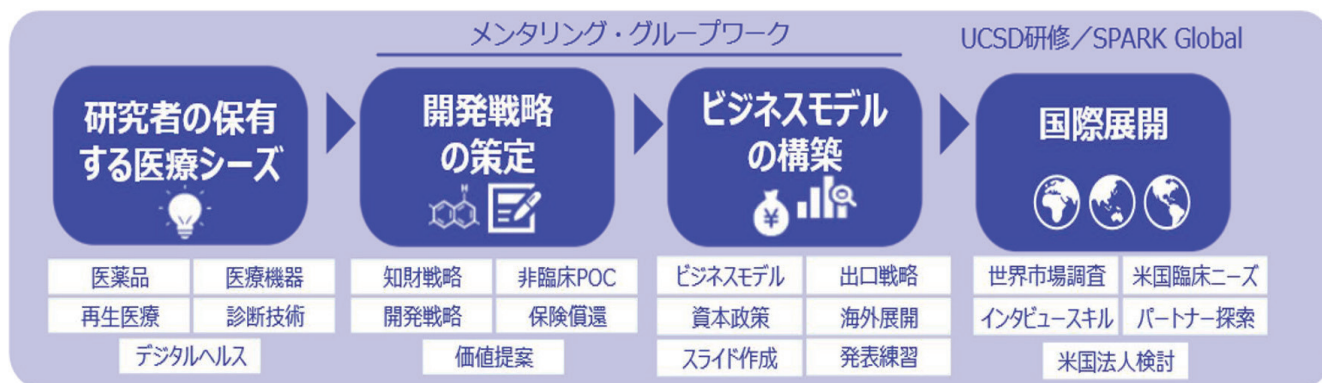 メンタリング・グループワーク
UCSD研修／SPARK Global
研究者の保有
する医療シーズ
開発戦略
の策定
ビジネスモデル
の構築
国際展開
H
¥
医薬品
医療機器
再生医療
診断技術
デジタルヘルス
知財戦略
非臨床POC
開発戦略
保険償還
価値提案
ビジネスモデル
出口戦略
資本政策
海外展開
スライド作成
発表練習
世界市場調査
米国臨床ニーズ
インタビュースキル
パートナー探索
米国法人検討